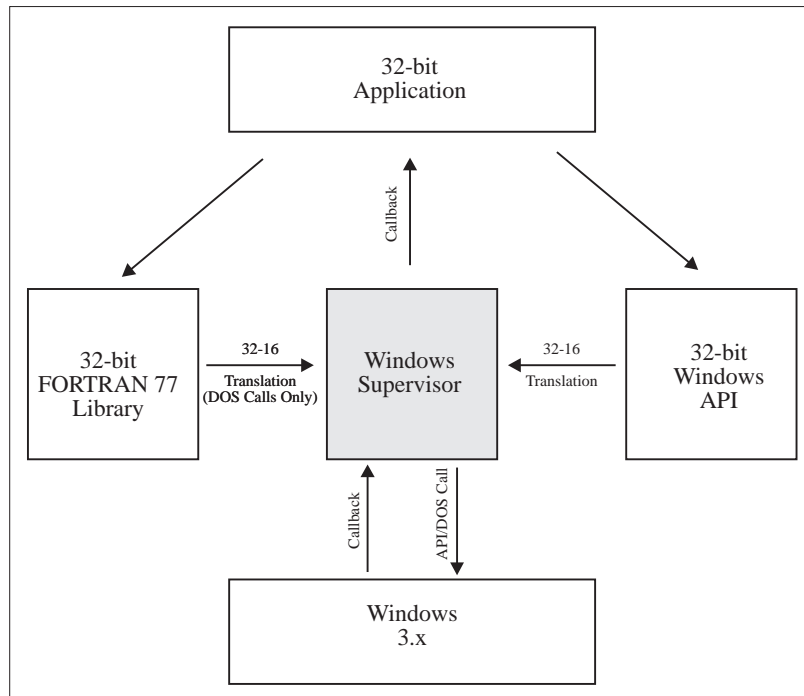 32-bit
Application
Callback
32-bit
FORTRAN 77
Library
32-16
Translation
(DOS Calls Only)
Windows
Supervisor
32-16
Translation
32-bit
Windows
API
Callback
API/DOS Call
Windows
3.x